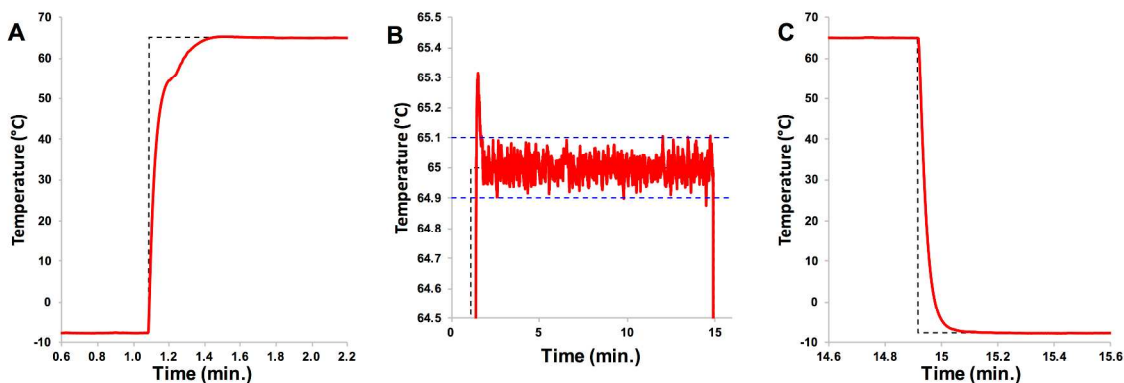 A
70
60
50
40
30
20
10
0
-10
Temperature (°C)
0.6 0.8 1.0 1.2 1.4 1.6 1.8 2.0 2.2
Time (min.)
B
65.5
65.4
65.3
65.2
65.1
65
64.9
64.8
64.7
64.6
64.5
Temperature (°C)
0 5 10 15
Time (min.)
C
70
60
50
40
30
20
10
0
-10
Temperature (°C)
14.6 14.8 15 15.2 15.4 15.6
Time (min.)